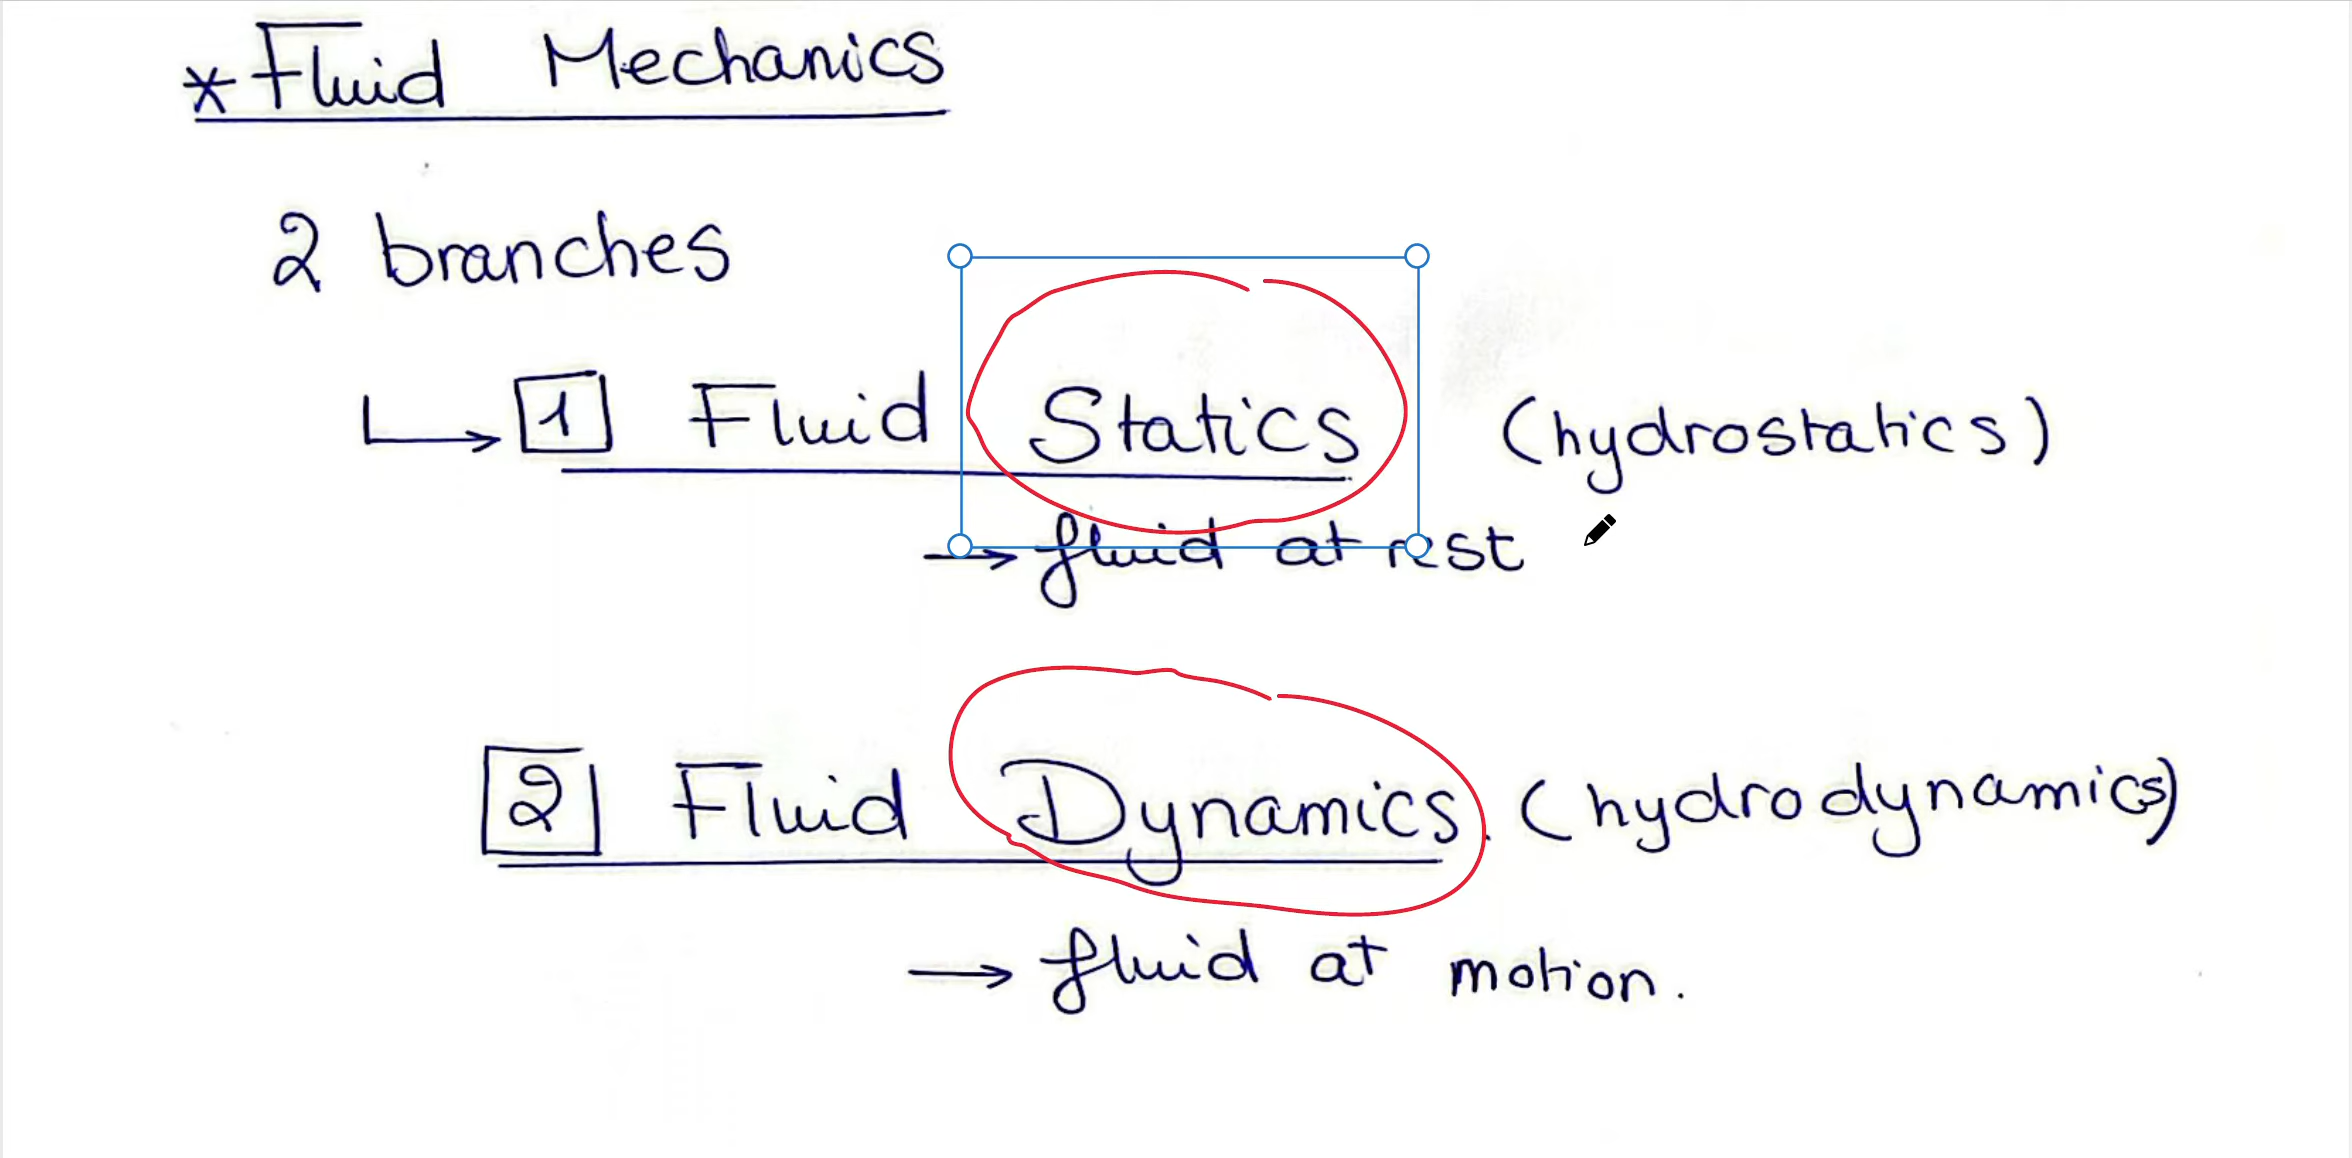 * Fluid Mechanics
2 branches
↳ 1 Fluid Statics (hydrostatics)
→ fluid at rest
2 Fluid Dynamics. (hydrodynamics)
→ fluid at motion.